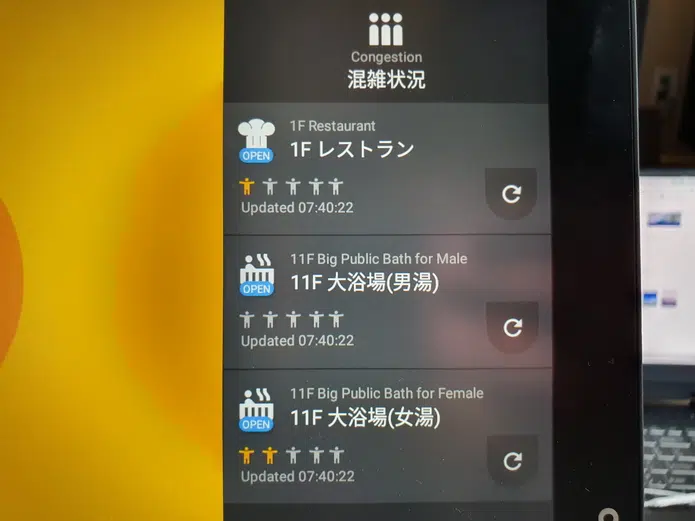 Congestion
混雑状況
1F Restaurant
1F レストラン
OPEN
Updated 07:40:22
11F Big Public Bath for Male
11F 大浴場(男湯)
OPEN
Updated 07:40:22
11F Big Public Bath for Female
11F 大浴場(女湯)
OPEN
Updated 07:40:22